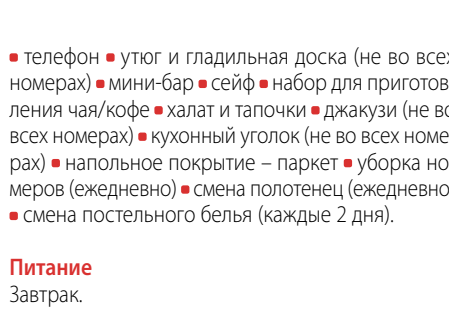 • телефон • утюг и гладильная доска (не во всех
номерах) • мини-бар • сейф • набор для приготов
ления чая/кофе • халат и тапочки • джакузи (не во
всех номерах) • кухонный уголок (не во всех номе
рах) • напольное покрытие – паркет • уборка но
меров (ежедневно) • смена полотенец (ежедневно
• смена постельного белья (каждые 2 дня).
Питание
Завтрак.